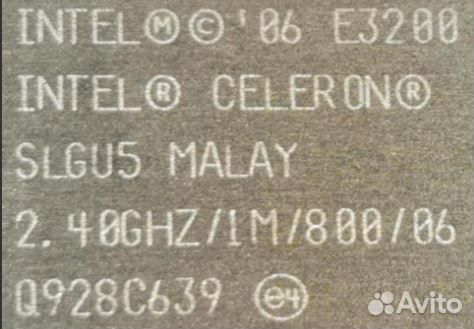 INTEL Ⓜ © '06 E3200
INTEL® CELERON®
SLGU5 MALAY
2.40GHZ/1M/800/06
Q928C639 e4
Avito